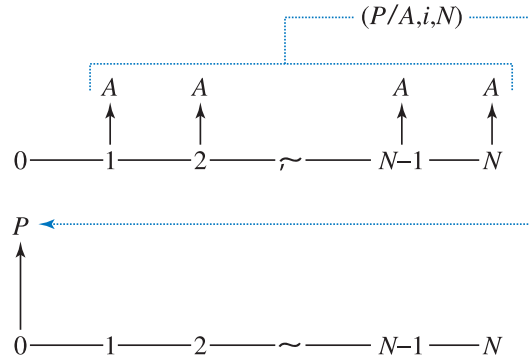 (P/A,i,N)
A A A A
0 1 2 ~ N–1 N
P
0 1 2 ~ N–1 N